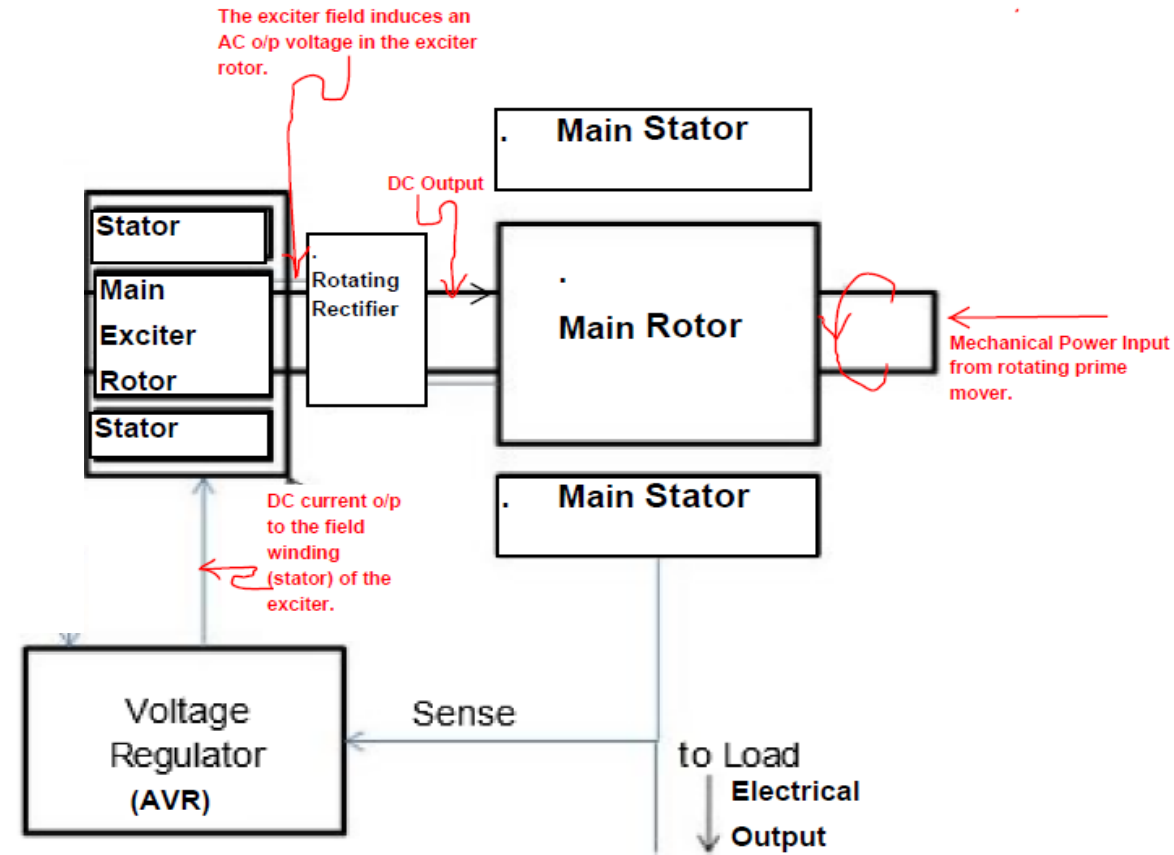 The exciter field induces an
AC o/p voltage in the exciter
rotor.
. Main Stator
DC Output
Stator
Main
Exciter
Rotor
Stator
.
Rotating
Rectifier
.
Main Rotor
Mechanical Power Input
from rotating prime
mover.
. Main Stator
DC current o/p
to the field
winding
(stator) of the
exciter.
Voltage
Regulator
(AVR)
Sense
to Load
Electrical
Output